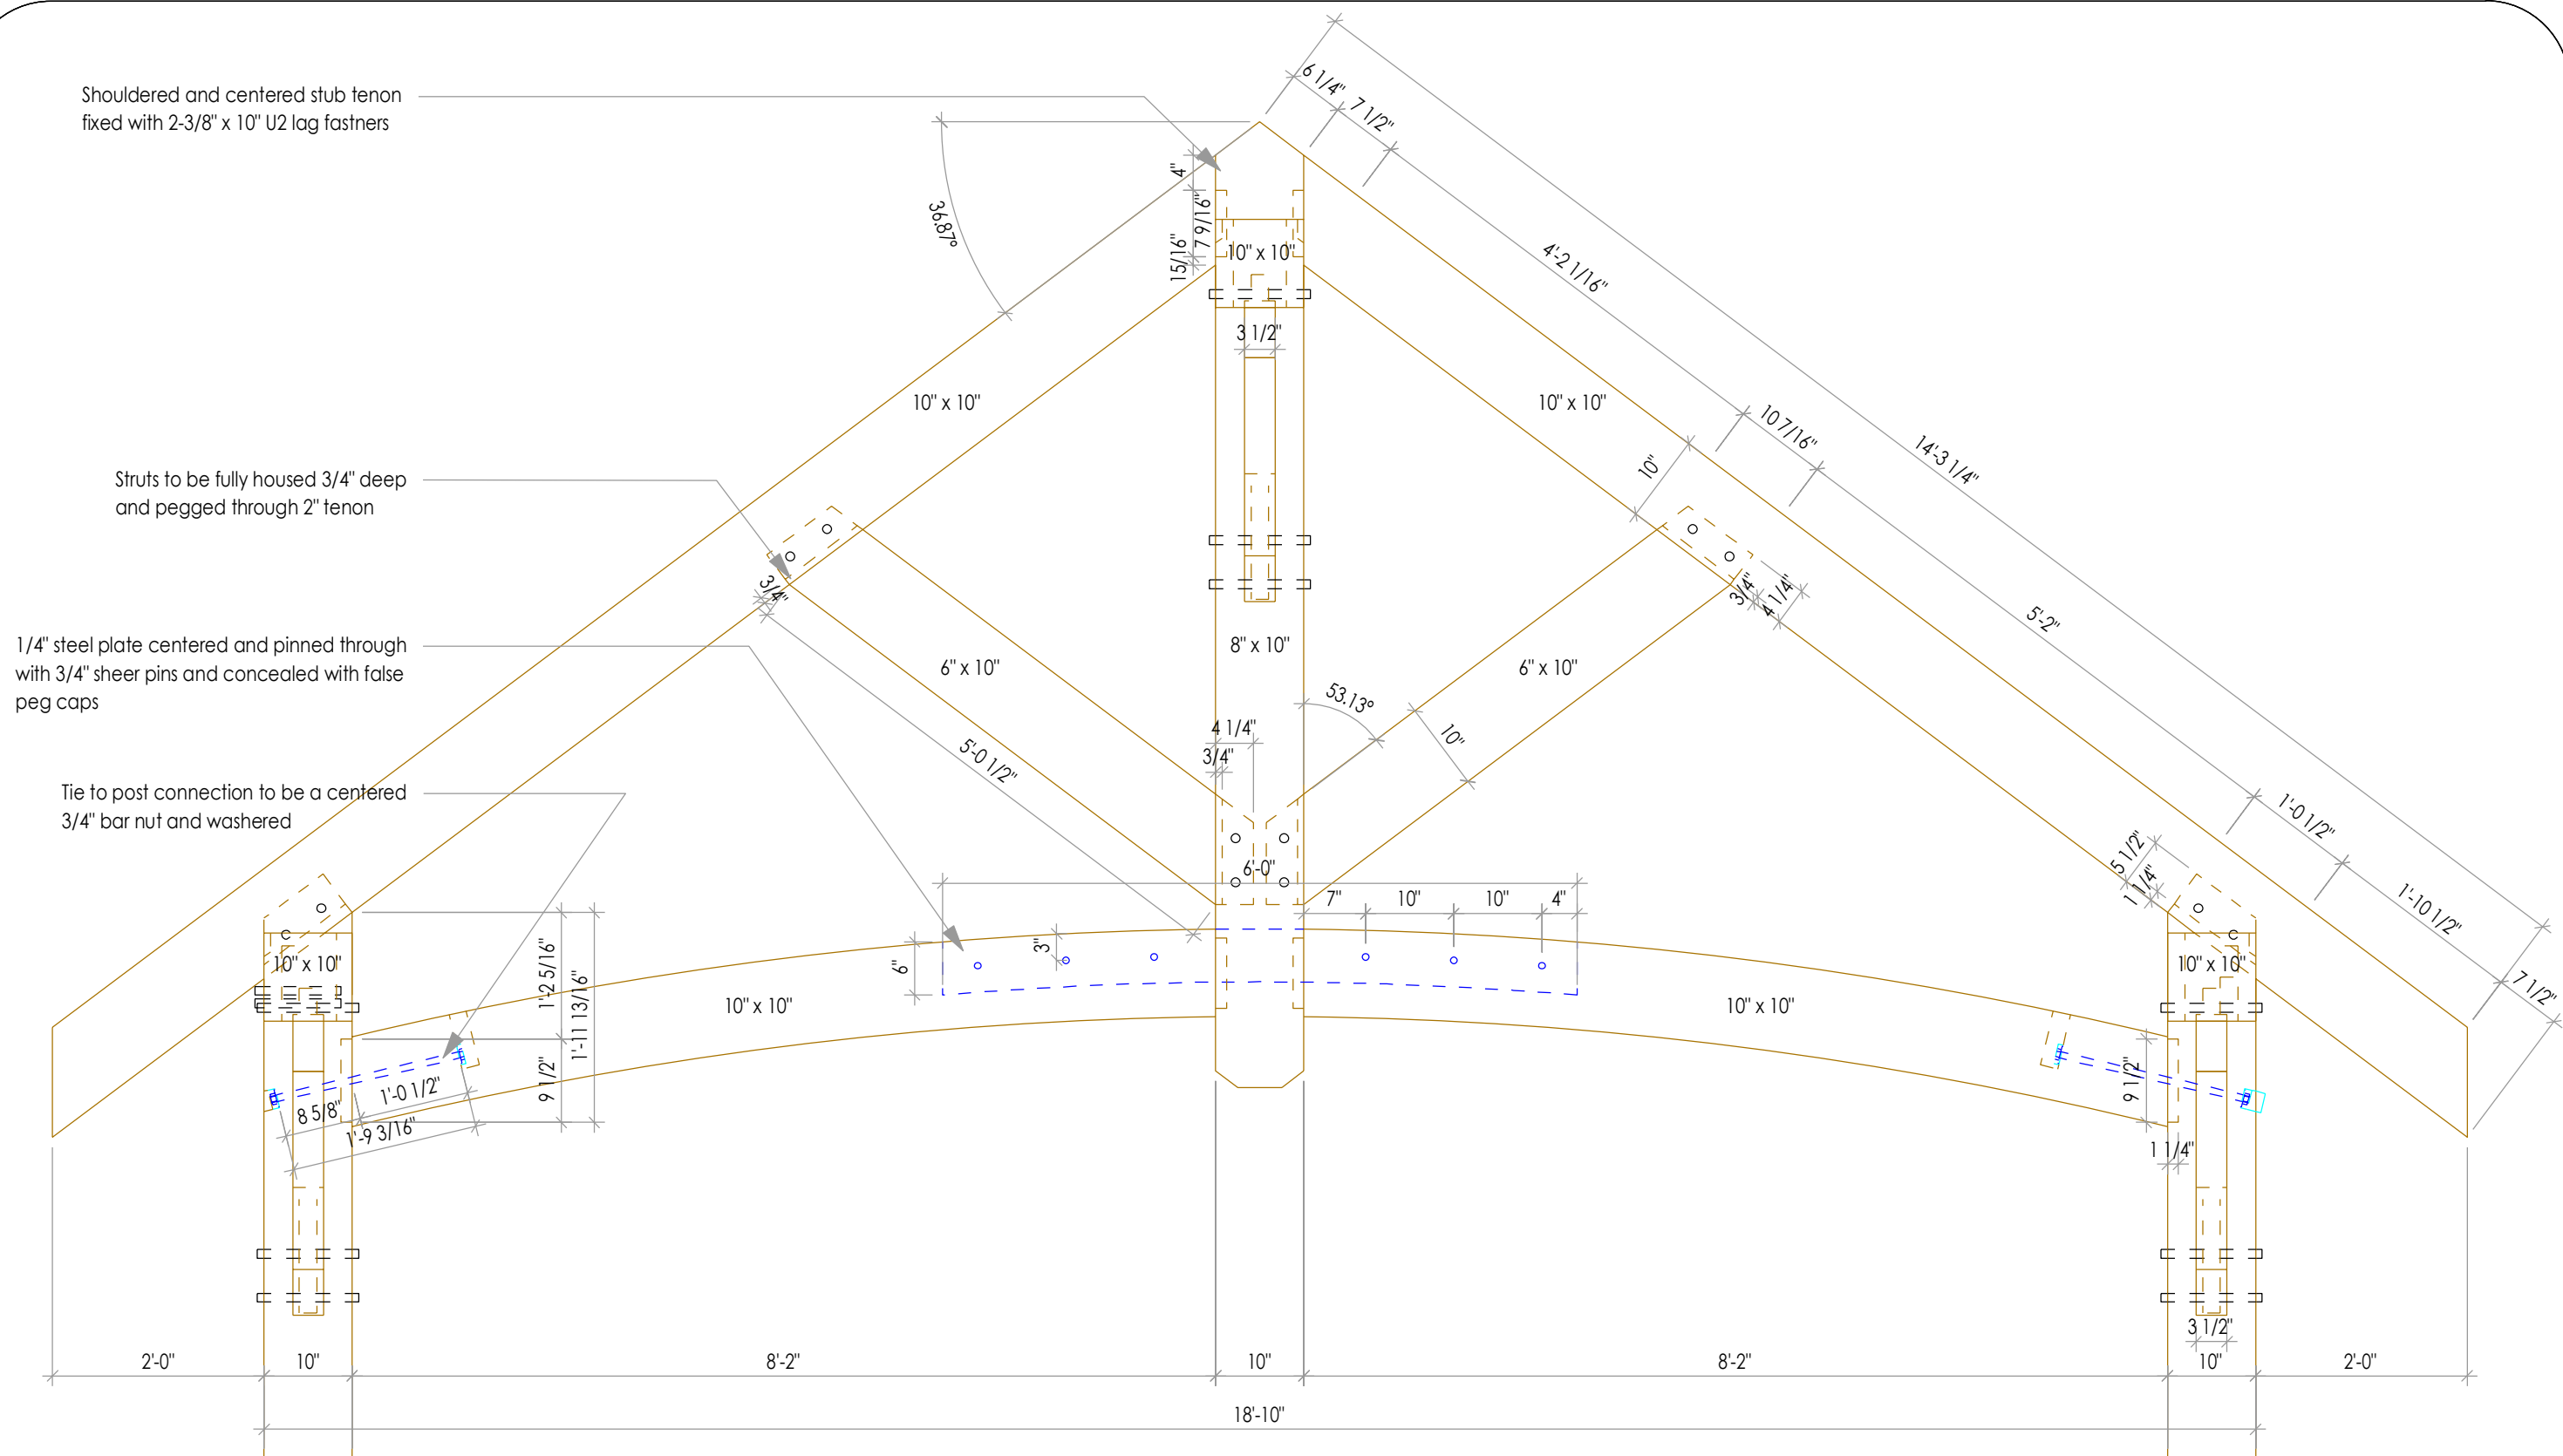 Shouldered and centered stub tenon
fixed with 2-3/8" x 10" U2 lag fastners
Struts to be fully housed 3/4" deep
and pegged through 2" tenon
1/4" steel plate centered and pinned through
with 3/4" sheer pins and concealed with false
peg caps
Tie to post connection to be a centered
3/4" bar nut and washered
36.87°
4"
7 9/16"
15/16"
10" x 10"
3 1/2"
6 1/4"
7 1/2"
4'-2 1/16"
10 7/16"
14'-3 1/4"
5'-2"
1'-0 1/2"
1'-10 1/2"
7 1/2"
10" x 10"
10" x 10"
10"
3/4"
3/4"
4 1/4"
8" x 10"
6" x 10"
6" x 10"
53.13°
10"
4 1/4"
3/4"
5'-0 1/2"
6'-0"
7"
10"
10"
4"
3"
6"
5 1/2"
1 1/4"
C
C
10" x 10"
10" x 10"
1'-2 5/16"
1'-11 13/16"
9 1/2"
10" x 10"
10" x 10"
8 5/8"
1'-0 1/2"
1'-9 3/16"
9 1/2"
1 1/4"
3 1/2"
2'-0"
10"
8'-2"
10"
8'-2"
10"
2'-0"
18'-10"